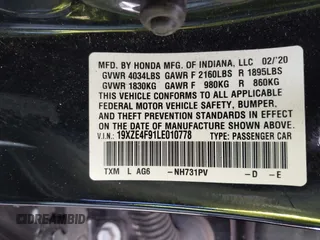 MFD. BY HONDA MFG. OF INDIANA, LLC 02/'20
GVWR 4034LBS GAWR F 2160LBS R 1895LBS
GVWR 1830KG GAWR F 980KG R 860KG
THIS VEHICLE CONFORMS TO ALL APPLICABLE
FEDERAL MOTOR VEHICLE SAFETY, BUMPER,
AND THEFT PREVENTION STANDARDS IN EFFECT
ON THE DATE OF MANUFACTURE SHOWN ABOVE.
V.I.N.: 19XZE4F91LE010778 TYPE: PASSENGER CAR
TXM L AG6 -NH731PV -D -E
DREAMBID